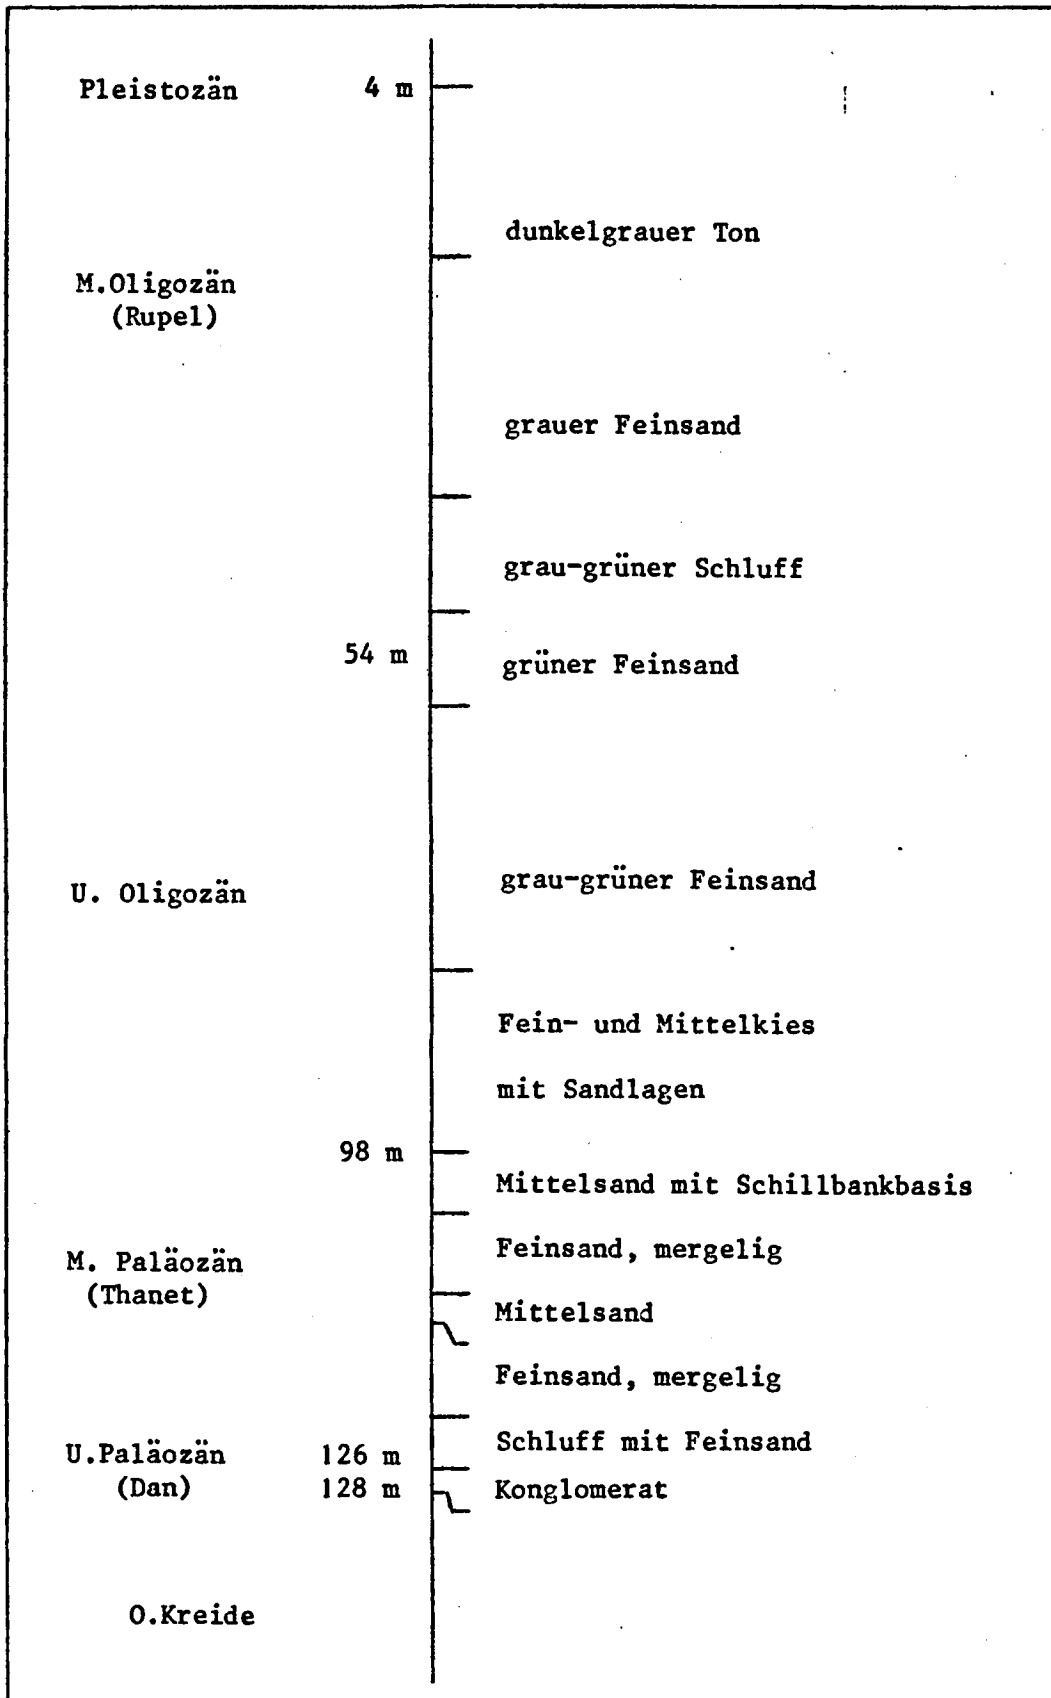 Pleistozän 4 m
dunkelgrauer Ton
M.Oligozän
(Rupel)
grauer Feinsand
grau-grüner Schluff
54 m grüner Feinsand
U. Oligozän grau-grüner Feinsand
Fein- und Mittelkies
mit Sandlagen
98 m
Mittelsand mit Schillbankbasis
Feinsand, mergelig
M. Paläozän
(Thanet)
Mittelsand
Feinsand, mergelig
Schluff mit Feinsand
U.Paläozän 126 m
(Dan) 128 m Konglomerat
O.Kreide